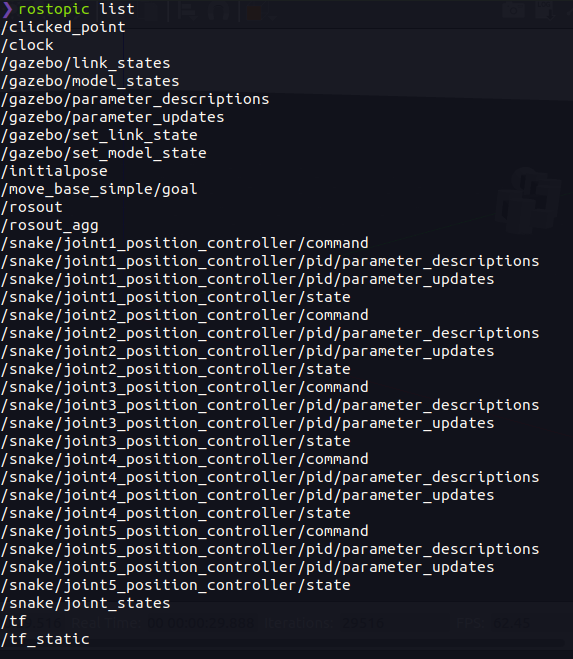 ❯ rostopic list
/clicked_point
/clock
/gazebo/link_states
/gazebo/model_states
/gazebo/parameter_descriptions
/gazebo/parameter_updates
/gazebo/set_link_state
/gazebo/set_model_state
/initialpose
/move_base_simple/goal
/rosout
/rosout_agg
/snake/joint1_position_controller/command
/snake/joint1_position_controller/pid/parameter_descriptions
/snake/joint1_position_controller/pid/parameter_updates
/snake/joint1_position_controller/state
/snake/joint2_position_controller/command
/snake/joint2_position_controller/pid/parameter_descriptions
/snake/joint2_position_controller/pid/parameter_updates
/snake/joint2_position_controller/state
/snake/joint3_position_controller/command
/snake/joint3_position_controller/pid/parameter_descriptions
/snake/joint3_position_controller/pid/parameter_updates
/snake/joint3_position_controller/state
/snake/joint4_position_controller/command
/snake/joint4_position_controller/pid/parameter_descriptions
/snake/joint4_position_controller/pid/parameter_updates
/snake/joint4_position_controller/state
/snake/joint5_position_controller/command
/snake/joint5_position_controller/pid/parameter_descriptions
/snake/joint5_position_controller/pid/parameter_updates
/snake/joint5_position_controller/state
/snake/joint_states
/tf
/tf_static